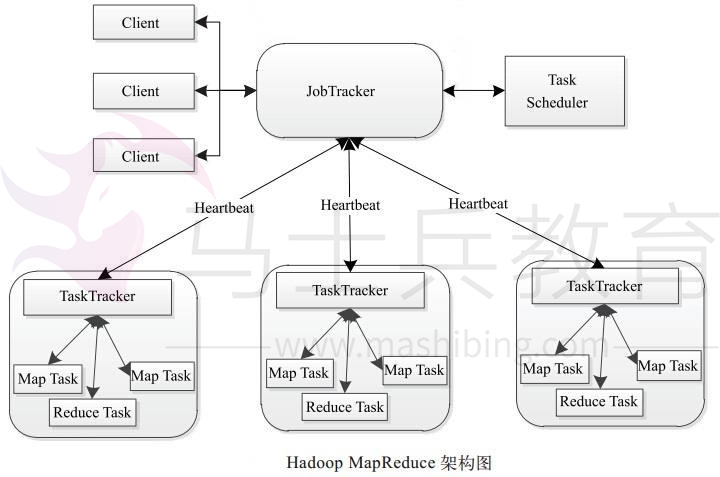 Client
Client
Client
JobTracker
Task
Scheduler
Heartbeat
Heartbeat
Heartbeat
马士兵教育
www.mashibing.com
TaskTracker
Map Task
Map Task
Reduce Task
TaskTracker
Map Task
Map Task
Reduce Task
TaskTracker
Map Task
Map Task
Reduce Task
Hadoop MapReduce 架构图